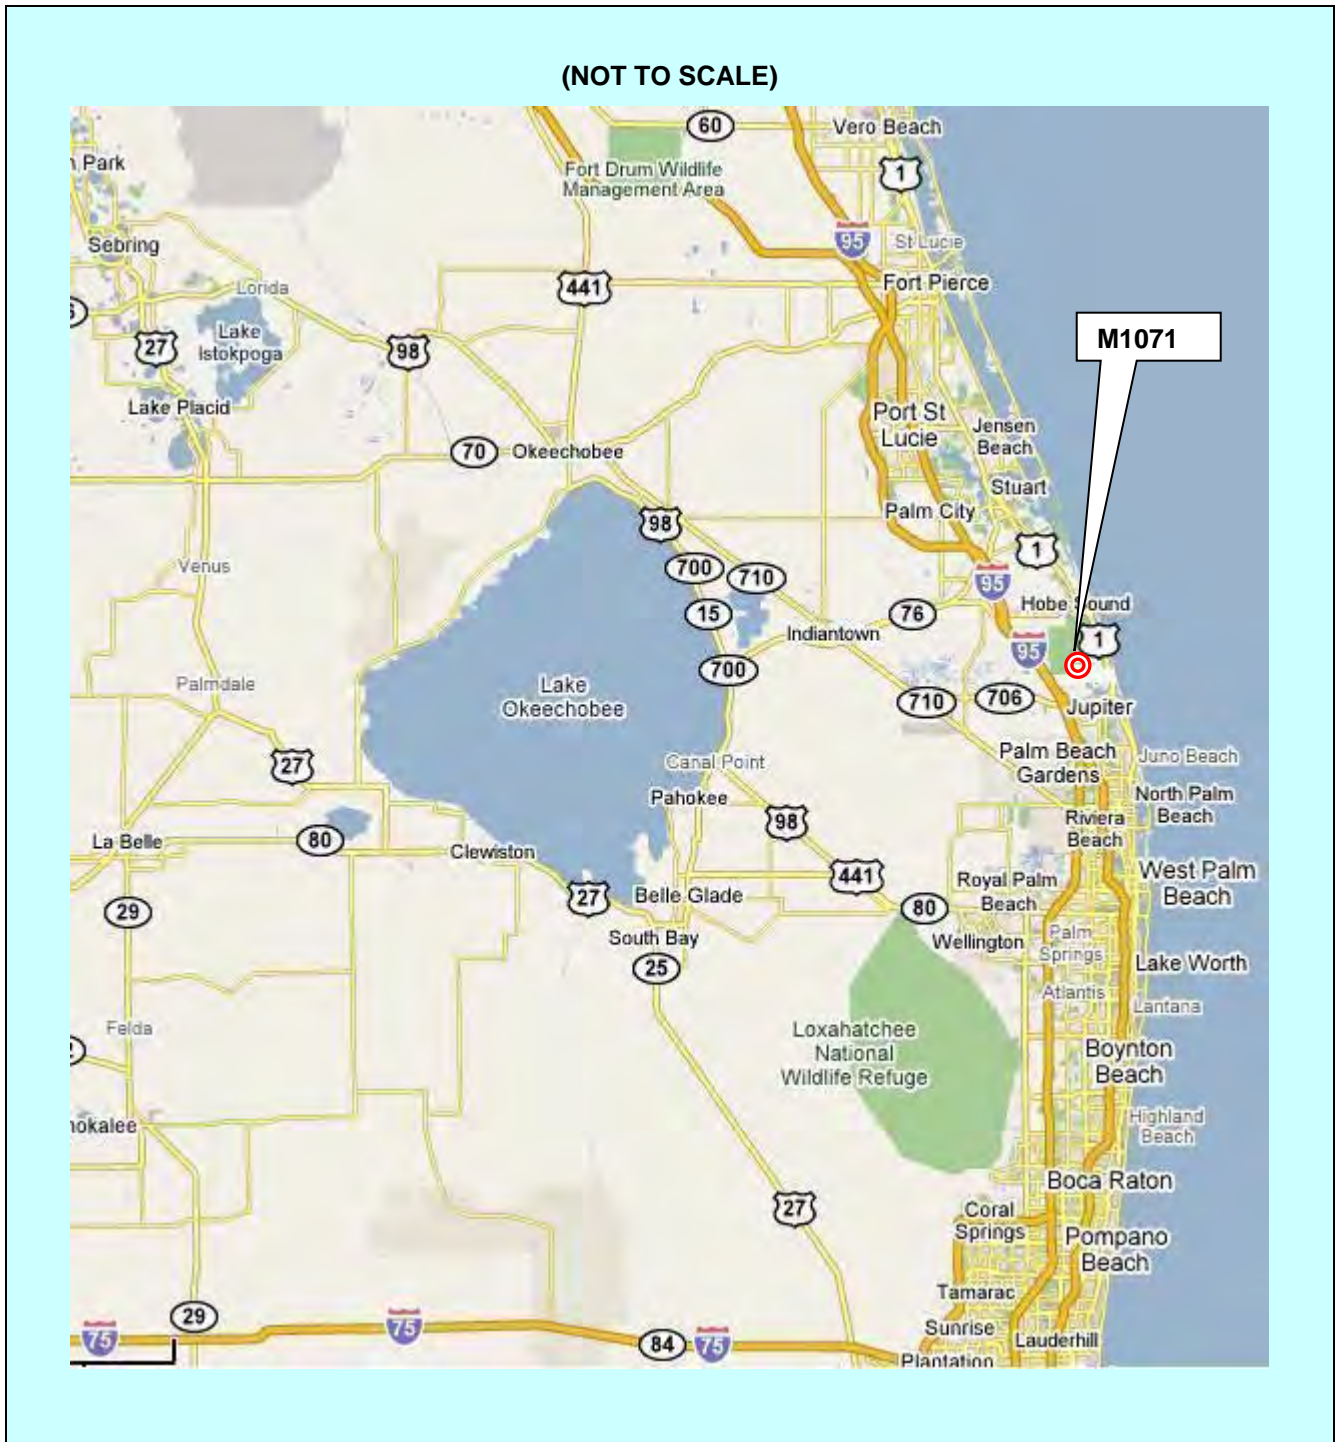 (NOT TO SCALE)
60
Vero Beach
n Park
Fort Drum Wildlife
Management Area
1
Sebring
95
St Lucie
Lorida
441
Fort Pierce
27
Lake
Istokpoga
98
M1071
Lake Placid
Port St
Lucie
Jensen
Beach
70
Okeechobee
Stuart
98
Palm City
1
Venus
700
710
95
15
76
Hobe Sound
Indiantown
95
1
700
Palmdale
Lake
Okeechobee
710
706
Jupiter
27
Canal Point
Palm Beach
Gardens
Juno Beach
Pahokee
98
North Palm
Beach
La Belle
80
Clewiston
Riviera
Beach
441
Royal Palm
Beach
West Palm
Beach
29
27
Belle Glade
80
South Bay
Wellington
Palm
Springs
25
Lake Worth
Atlantis
Lantana
Felda
Loxahatchee
National
Wildlife Refuge
Boynton
Beach
nokalee
Highland
Beach
Boca Raton
27
Coral
Springs
Pompano
Beach
Tamarac
29
75
75
84
75
Sunrise
Lauderhill
Plantation